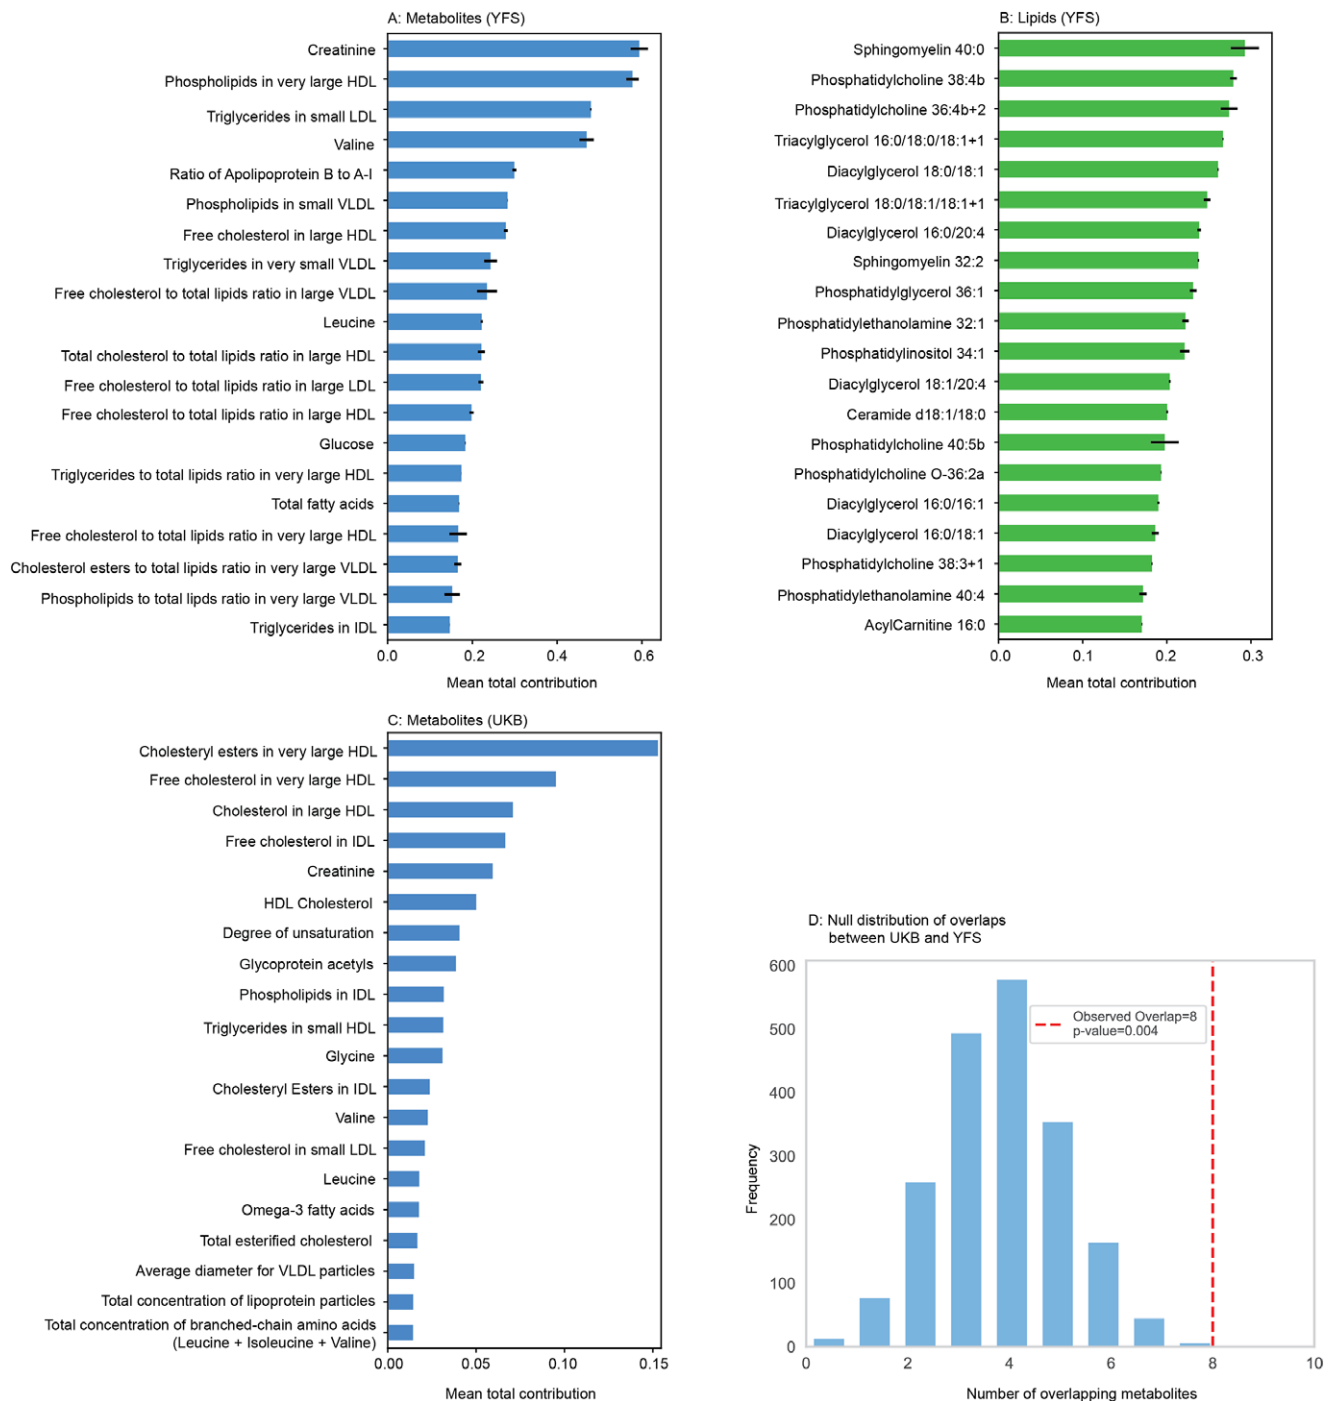 A: Metabolites (YFS)
Creatinine
Phospholipids in very large HDL
Triglycerides in small LDL
Valine
Ratio of Apolipoprotein B to A-I
Phospholipids in small VLDL
Free cholesterol in large HDL
Triglycerides in very small VLDL
Free cholesterol to total lipids ratio in large VLDL
Leucine
Total cholesterol to total lipids ratio in large HDL
Free cholesterol to total lipids ratio in large LDL
Free cholesterol to total lipids ratio in large HDL
Glucose
Triglycerides to total lipids ratio in very large HDL
Total fatty acids
Free cholesterol to total lipids ratio in very large HDL
Cholesterol esters to total lipids ratio in very large VLDL
Phospholipids to total lipds ratio in very large VLDL
Triglycerides in IDL
0.0 0.2 0.4 0.6
Mean total contribution
B: Lipids (YFS)
Sphingomyelin 40:0
Phosphatidylcholine 38:4b
Phosphatidylcholine 36:4b+2
Triacylglycerol 16:0/18:0/18:1+1
Diacylglycerol 18:0/18:1
Triacylglycerol 18:0/18:1/18:1+1
Diacylglycerol 16:0/20:4
Sphingomyelin 32:2
Phosphatidylglycerol 36:1
Phosphatidylethanolamine 32:1
Phosphatidylinositol 34:1
Diacylglycerol 18:1/20:4
Ceramide d18:1/18:0
Phosphatidylcholine 40:5b
Phosphatidylcholine O-36:2a
Diacylglycerol 16:0/16:1
Diacylglycerol 16:0/18:1
Phosphatidylcholine 38:3+1
Phosphatidylethanolamine 40:4
AcylCarnitine 16:0
0.0 0.1 0.2 0.3
Mean total contribution
C: Metabolites (UKB)
Cholesteryl esters in very large HDL
Free cholesterol in very large HDL
Cholesterol in large HDL
Free cholesterol in IDL
Creatinine
HDL Cholesterol
Degree of unsaturation
Glycoprotein acetyls
Phospholipids in IDL
Triglycerides in small HDL
Glycine
Cholesteryl Esters in IDL
Valine
Free cholesterol in small LDL
Leucine
Omega-3 fatty acids
Total esterified cholesterol
Average diameter for VLDL particles
Total concentration of lipoprotein particles
Total concentration of branched-chain amino acids
(Leucine + Isoleucine + Valine)
0.00 0.05 0.10 0.15
Mean total contribution
D: Null distribution of overlaps
between UKB and YFS
600
500
400
300
200
100
0
Frequency
Observed Overlap=8
p-value=0.004
0 2 4 6 8 10
Number of overlapping metabolites